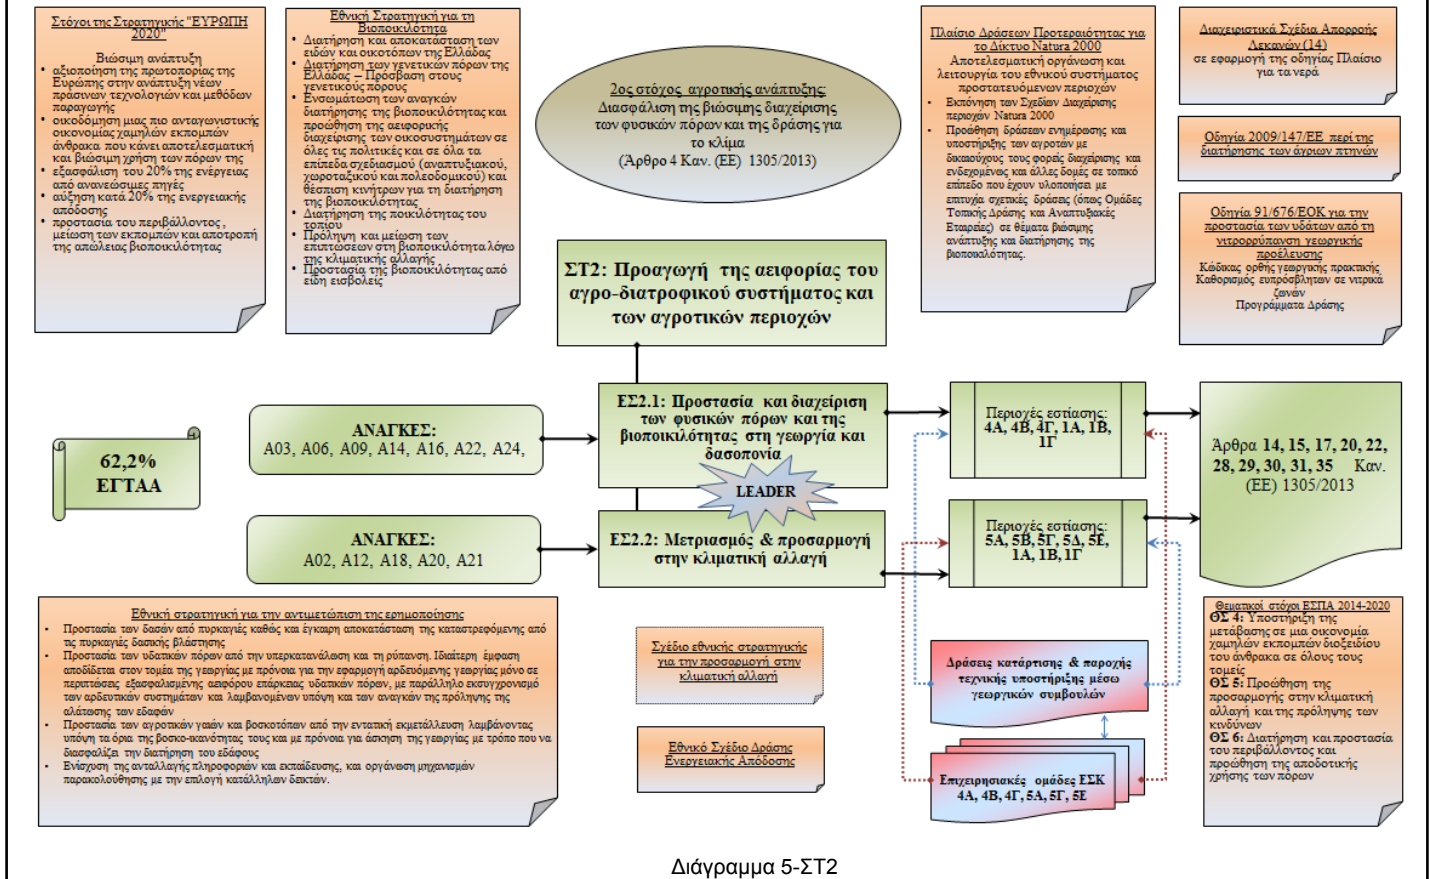 Στόχοι της Στρατηγικής "ΕΥΡΩΠΗ
2020"
Βιώσιμη ανάπτυξη
• αξιοποίηση της πρωτοπορίας της
Ευρώπης στην ανάπτυξη νέων
πράσινων τεχνολογιών και μεθόδων
παραγωγής
• οικοδόμηση μιας πιο ανταγωνιστικής
οικονομίας χαμηλών εκπομπών
άνθρακα που κάνει αποτελεσματική
και βιώσιμη χρήση των πόρων της
• εξασφάλιση του 20% της ενέργειας
από ανανεώσιμες πηγές
• αύξηση κατά 20% της ενεργειακής
απόδοσης
• προστασία του περιβάλλοντος ,
μείωση των εκπομπών και αποτροπή
της απώλειας βιοποικιλότητας
Εθνική Στρατηγική για τη
Βιοποικιλότητα
• Διατήρηση και αποκατάσταση των
ειδών και οικοτόπων της Ελλάδας
• Διατήρηση των γενετικών πόρων της
Ελλάδας – Πρόσβαση στους
γενετικούς πόρους
• Ενσωμάτωση των αναγκών
διατήρησης της βιοποικιλότητας και
προώθηση της αειφορικής
διαχείρισης των οικοσυστημάτων σε
όλες τις πολιτικές και σε όλα τα
επίπεδα σχεδιασμού (αναπτυξιακού,
χωροταξικού και πολεοδομικού) και
θέσπιση κινήτρων για τη διατήρηση
της βιοποικιλότητας
• Διατήρηση της ποικιλότητας του
τοπίου
• Πρόληψη και μείωση των
επιπτώσεων στη βιοποικιλότητα λόγω
της κλιματικής αλλαγής
• Προστασία της βιοποικιλότητας από
είδη εισβολείς
2ος στόχος αγροτικής ανάπτυξης:
Διασφάλιση της βιώσιμης διαχείρισης
των φυσικών πόρων και της δράσης για
το κλίμα
(Άρθρο 4 Καν. (ΕΕ) 1305/2013)
Πλαίσιο Δράσεων Προτεραιότητας για
το Δίκτυο Natura 2000
Αποτελεσματική οργάνωση και
λειτουργία του εθνικού συστήματος
προστατευόμενων περιοχών
• Εκπόνηση των Σχεδίων Διαχείρισης
περιοχών Natura 2000
• Προώθηση δράσεων ενημέρωσης και
υποστήριξης των αγροτών με
δικαιούχους τους φορείς διαχείρισης και
ενδεχομένως και άλλες δομές σε τοπικό
επίπεδο που έχουν υλοποιήσει με
επιτυχία σχετικές δράσεις (όπως Ομάδες
Τοπικής Δράσης και Αναπτυξιακές
Εταιρείες) σε θέματα βιώσιμης
ανάπτυξης και διατήρησης της
βιοποικιλότητας.
Διαχειριστικά Σχέδια Απορροής
Λεκανών (14)
σε εφαρμογή της οδηγίας Πλαίσιο
για τα νερά
Οδηγία 2009/147/ΕΕ περί της
διατήρησης των άγριων πτηνών
Οδηγία 91/676/ΕΟΚ για την
προστασία των υδάτων από τη
νιτρορρύπανση γεωργικής
προέλευσης
Κώδικας ορθής γεωργικής πρακτικής
Καθορισμός ευπρόσβλητων σε νιτρικά
ζωνών
Προγράμματα Δράσης
ΣΤ2: Προαγωγή της αειφορίας του
αγρο-διατροφικού συστήματος και
των αγροτικών περιοχών
62,2%
ΕΓΤΑΑ
ΑΝΑΓΚΕΣ:
Α03, Α06, Α09, Α14, Α16, Α22, Α24,
ΕΣ2.1: Προστασία και διαχείριση
των φυσικών πόρων και της
βιοποικιλότητας στη γεωργία και
δασοπονία
Περιοχές εστίασης:
4Α, 4Β, 4Γ, 1Α, 1Β,
1Γ
Άρθρα 14, 15, 17, 20, 22,
28, 29, 30, 31, 35 Καν.
(ΕΕ) 1305/2013
LEADER
ΑΝΑΓΚΕΣ:
Α02, Α12, Α18, Α20, Α21
ΕΣ2.2: Μετριασμός & προσαρμογή
στην κλιματική αλλαγή
Περιοχές εστίασης:
5Α, 5Β, 5Γ, 5Δ, 5Ε,
1Α, 1Β, 1Γ
Εθνική στρατηγική για την αντιμετώπιση της ερημοποίησης
• Προστασία των δασών από πυρκαγιές καθώς και έγκαιρη αποκατάσταση της καταστρεφόμενης από
τις πυρκαγιές δασικής βλάστησης
• Προστασία των υδατικών πόρων από την υπερκατανάλωση και τη ρύπανση. Ιδιαίτερη έμφαση
αποδίδεται στον τομέα της γεωργίας με πρόνοια για την εφαρμογή αρδευόμενης γεωργίας μόνο σε
περιπτώσεις εξασφαλισμένης αειφόρου επάρκειας υδατικών πόρων, με παράλληλο εκσυγχρονισμό
των αρδευτικών συστημάτων και λαμβανομένων υπόψη και των αναγκών της πρόληψης της
αλάτωσης των εδαφών
• Προστασία των αγροτικών γαιών και βοσκοτόπων από την εντατική εκμετάλλευση λαμβάνοντας
υπόψη τα όρια της βοσκο-ικανότητας τους και με πρόνοια για άσκηση της γεωργίας με τρόπο που να
διασφαλίζει την διατήρηση του εδάφους
• Ενίσχυση της ανταλλαγής πληροφοριών και εκπαίδευσης, και οργάνωση μηχανισμών
παρακολούθησης με την επιλογή κατάλληλων δεικτών.
Σχέδιο εθνικής στρατηγικής
για την προσαρμογή στην
κλιματική αλλαγή
Εθνικό Σχέδιο Δράσης
Ενεργειακής Απόδοσης
Δράσεις κατάρτισης & παροχής
τεχνικής υποστήριξης μέσω
γεωργικών συμβουλών
Επιχειρησιακές ομάδες ΕΣΚ
4Α, 4Β, 4Γ, 5Α, 5Γ, 5Ε
Θεματικοί στόχοι ΕΣΠΑ 2014-2020
ΘΣ 4: Υποστήριξη της
μετάβασης σε μια οικονομία
χαμηλών εκπομπών διοξειδίου
του άνθρακα σε όλους τους
τομείς
ΘΣ 5: Προώθηση της
προσαρμογής στην κλιματική
αλλαγή και της πρόληψης των
κινδύνων
ΘΣ 6: Διατήρηση και προστασία
του περιβάλλοντος και
προώθηση της αποδοτικής
χρήσης των πόρων
Διάγραμμα 5-ΣΤ2